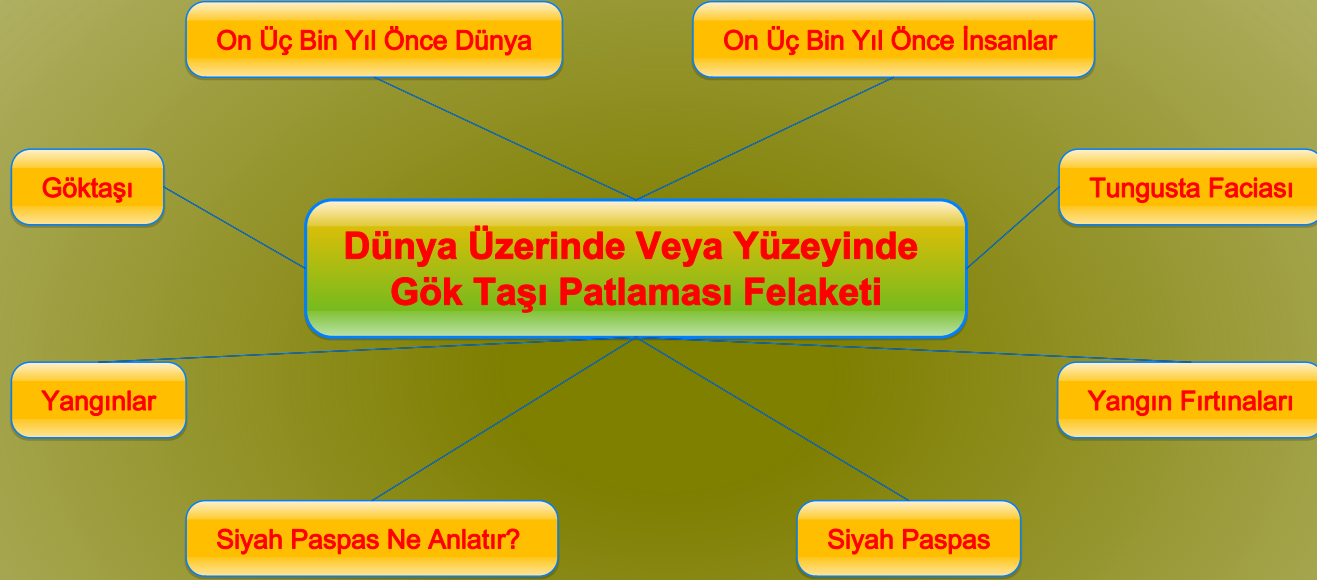 On Üç Bin Yıl Önce Dünya
On Üç Bin Yıl Önce İnsanlar
Göktaşı
Tungusta Faciası
Dünya Üzerinde Veya Yüzeyinde
Gök Taşı Patlaması Felaketi
Yangınlar
Yangın Fırtınaları
Siyah Paspas Ne Anlatır?
Siyah Paspas